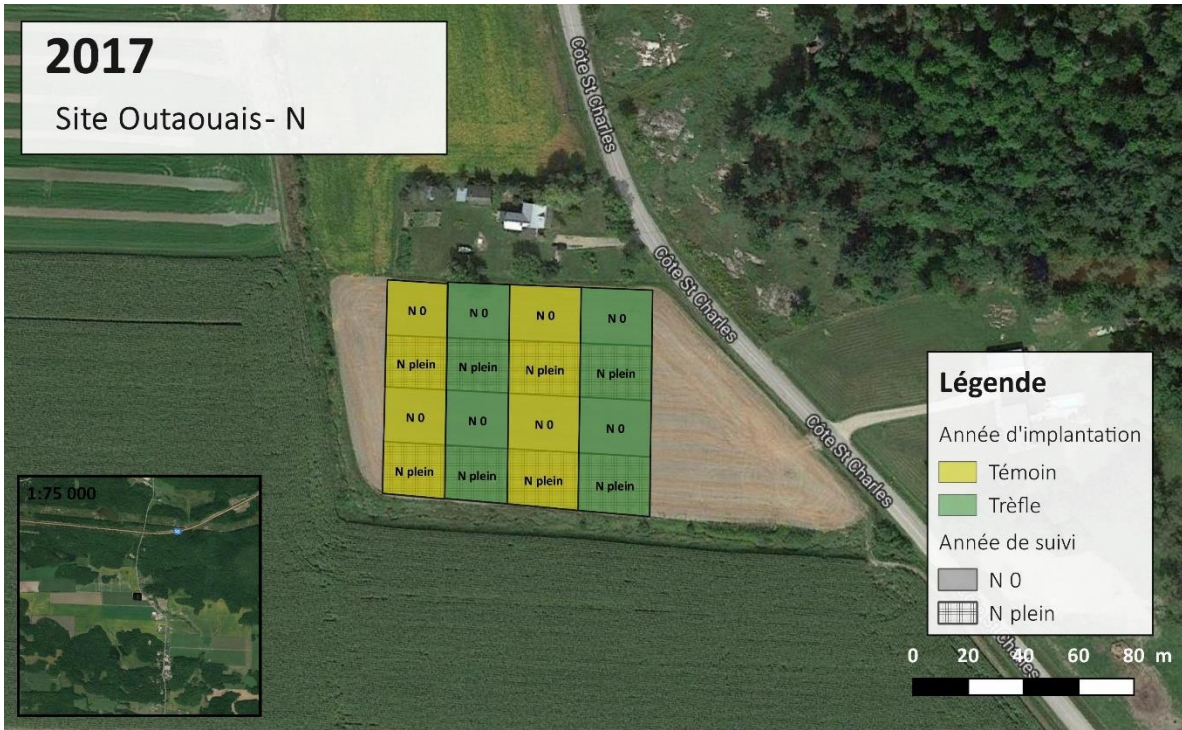 2017
Site Outaouais - N
Côte St Charles
Côte St Charles
N 0 N 0 N 0 N 0
N plein N plein N plein N plein
N 0 N 0 N 0 N 0
N plein N plein N plein N plein
Côte St Charles
Légende
Année d'implantation
Témoin
Trèfle
Année de suivi
N 0
N plein
1:75 000
Charles
0 20 40 60 80 m